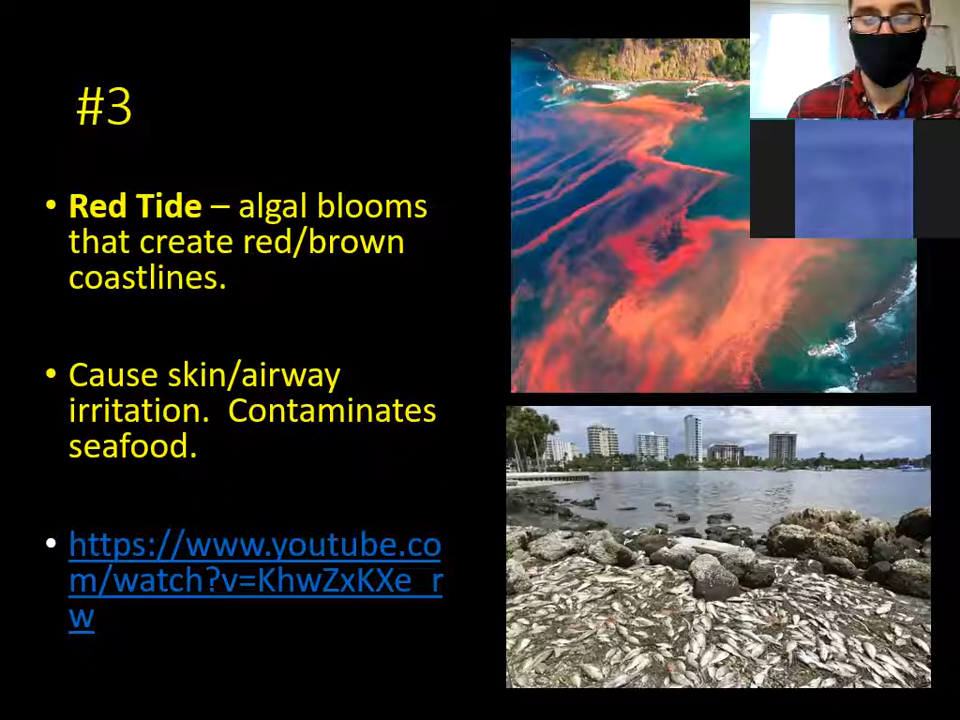 #3
• Red Tide – algal blooms
that create red/brown
coastlines.
• Cause skin/airway
irritation.  Contaminates
seafood.
• https://www.youtube.co
m/watch?v=KhwZxKXe_r
w